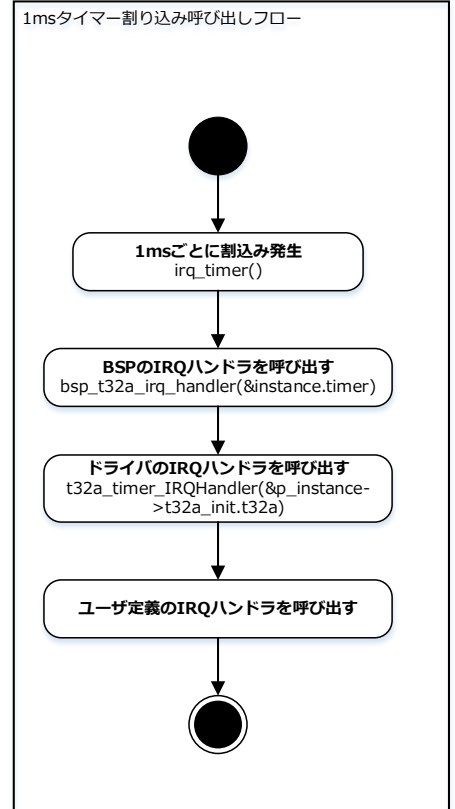 1msタイマー割り込み呼び出しフロー
1msごとに割込み発生
irq_timer()
BSPのIRQハンドラを呼び出す
bsp_t32a_irq_handler(&instance.timer)
ドライバのIRQハンドラを呼び出す
t32a_timer_IRQHandler(&p_instance-
>t32a_init.t32a)
ユーザ定義のIRQハンドラを呼び出す